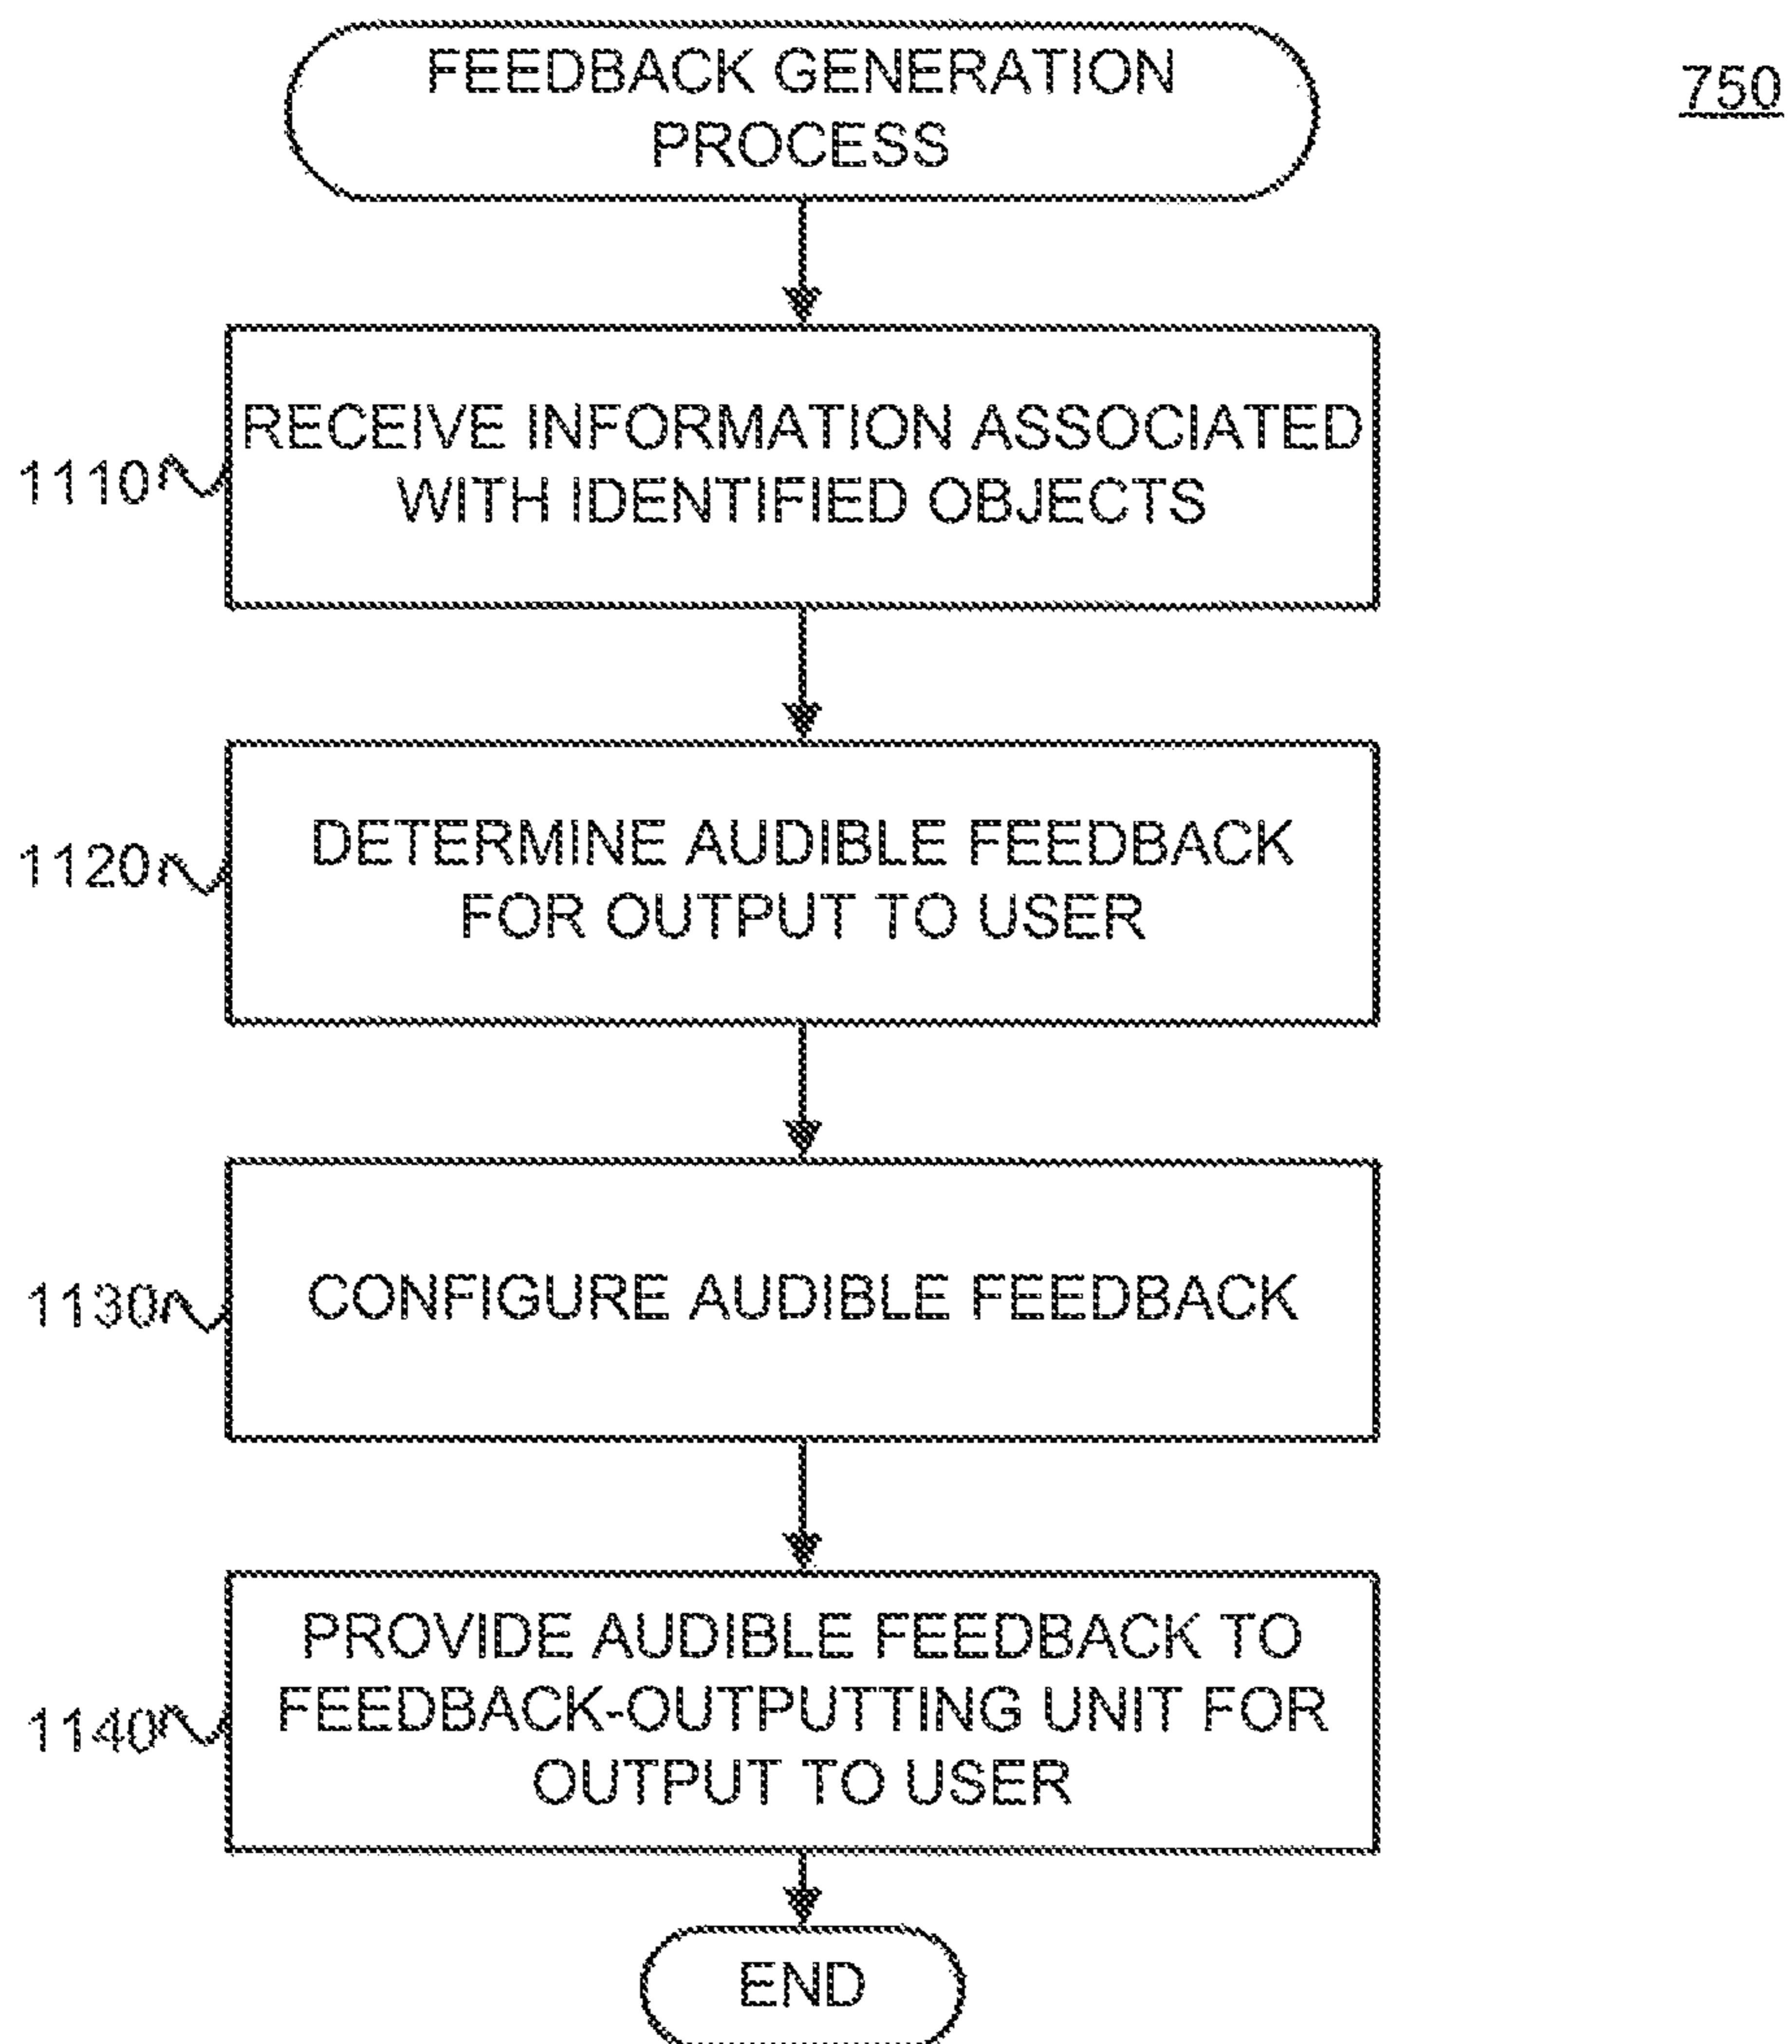 FEEDBACK GENERATION
PROCESS
750
RECEIVE INFORMATION ASSOCIATED
WITH IDENTIFIED OBJECTS
1110
DETERMINE AUDIBLE FEEDBACK
FOR OUTPUT TO USER
1120
CONFIGURE AUDIBLE FEEDBACK
1130
PROVIDE AUDIBLE FEEDBACK TO
FEEDBACK-OUTPUTTING UNIT FOR
OUTPUT TO USER
1140
END